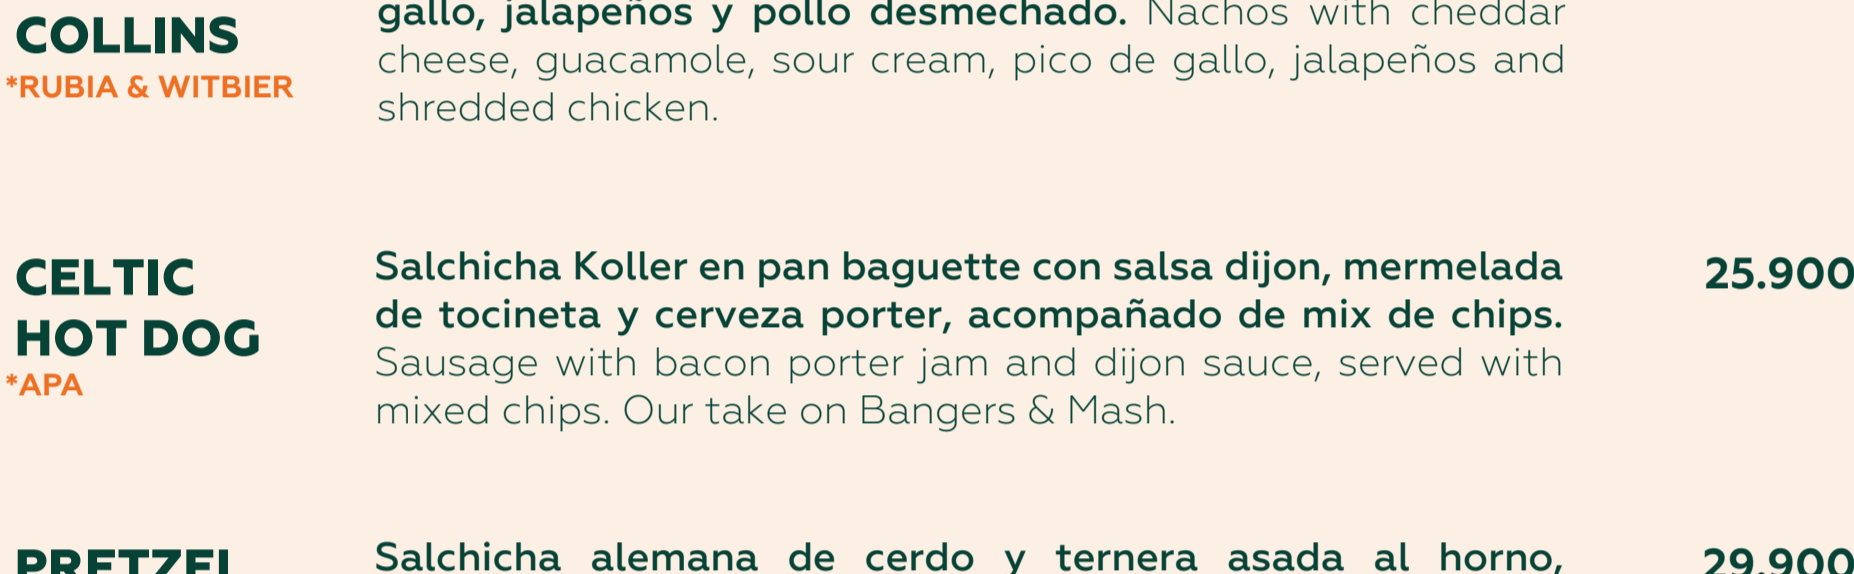 COLLINS
*RUBIA & WITBIER
gallo, jalapeños y pollo desmechado. Nachos with cheddar
cheese, guacamole, sour cream, pico de gallo, jalapeños and
shredded chicken.
CELTIC
HOT DOG
*APA
Salchicha Koller en pan baguette con salsa dijon, mermelada
de tocineta y cerveza porter, acompañado de mix de chips.
Sausage with bacon porter jam and dijon sauce, served with
mixed chips. Our take on Bangers & Mash.
25.900
PRETZEL
Salchicha alemana de cerdo y ternera asada al horno,
29.900